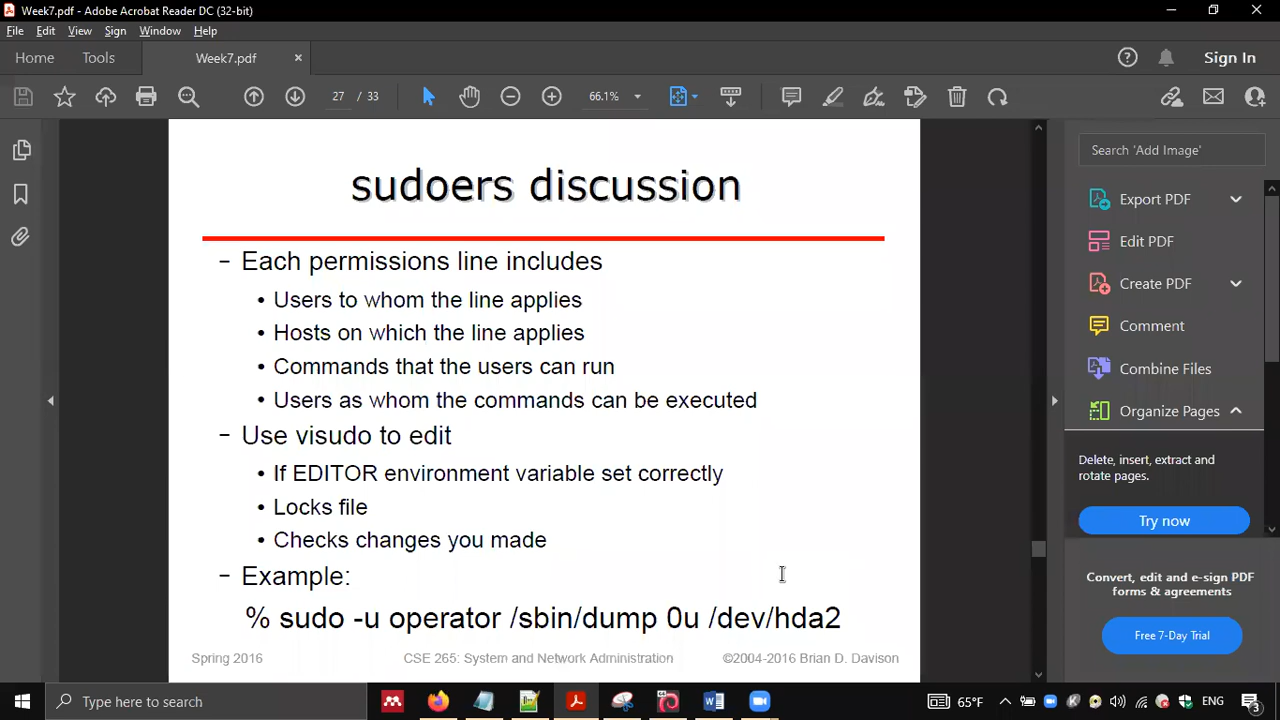 Week7.pdf - Adobe Acrobat Reader DC (32-bit)
File Edit View Sign Window Help
Home Tools Week7.pdf × Sign In
27 / 33 66.1%
Search 'Add Image'
sudoers discussion
– Each permissions line includes
• Users to whom the line applies
• Hosts on which the line applies
• Commands that the users can run
• Users as whom the commands can be executed
– Use visudo to edit
• If EDITOR environment variable set correctly
• Locks file
• Checks changes you made
– Example:
% sudo -u operator /sbin/dump 0u /dev/hda2
Spring 2016 CSE 265: System and Network Administration ©2004-2016 Brian D. Davison
Export PDF
Edit PDF
Create PDF
Comment
Combine Files
Organize Pages
Delete, insert, extract and
rotate pages.
Try now
Convert, edit and e-sign PDF
forms & agreements
Free 7-Day Trial
Type here to search
65°F ENG 3